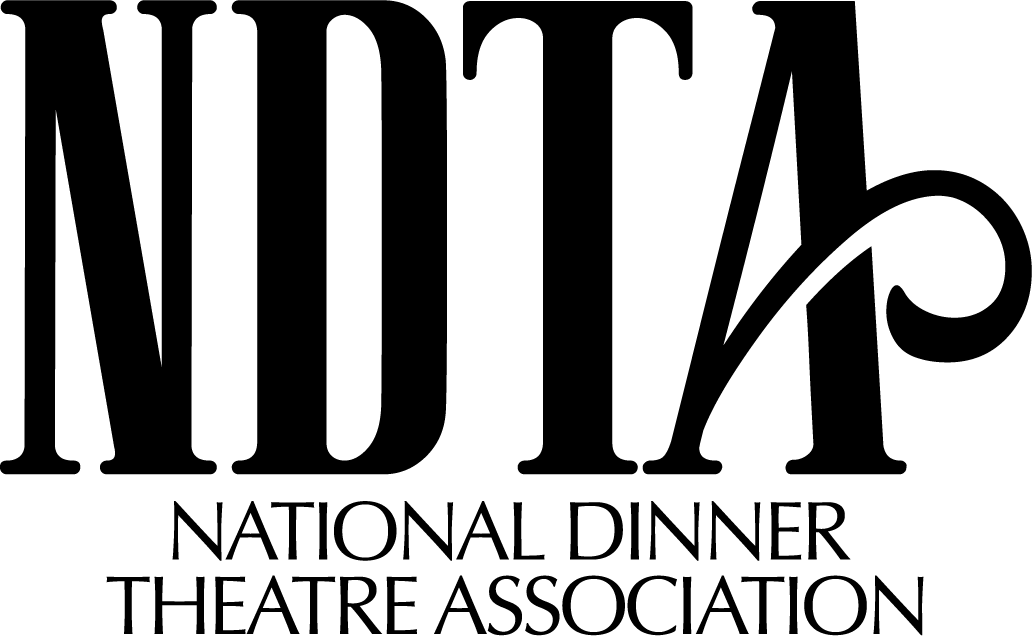 NDTA
NATIONAL DINNER
THEATRE ASSOCIATION